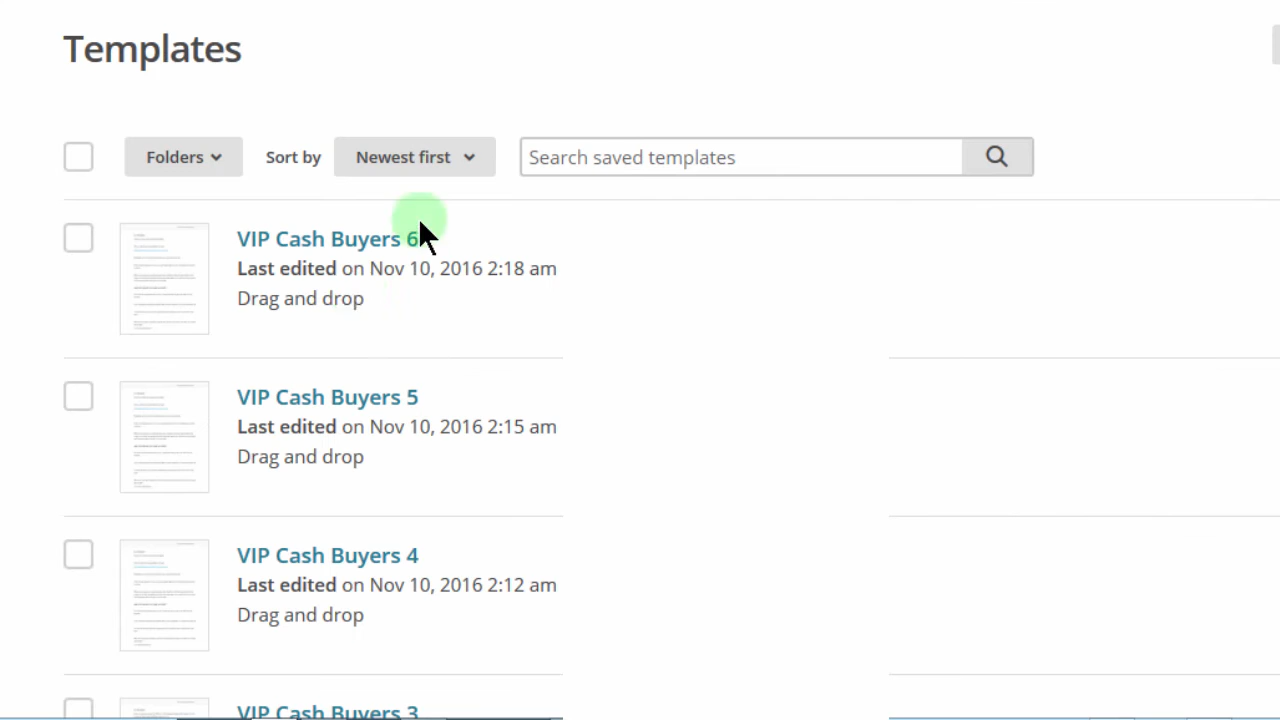 Templates
Folders Sort by Newest first Search saved templates
VIP Cash Buyers 6
Last edited on Nov 10, 2016 2:18 am
Drag and drop
VIP Cash Buyers 5
Last edited on Nov 10, 2016 2:15 am
Drag and drop
VIP Cash Buyers 4
Last edited on Nov 10, 2016 2:12 am
Drag and drop
VIP Cash Buyers 3